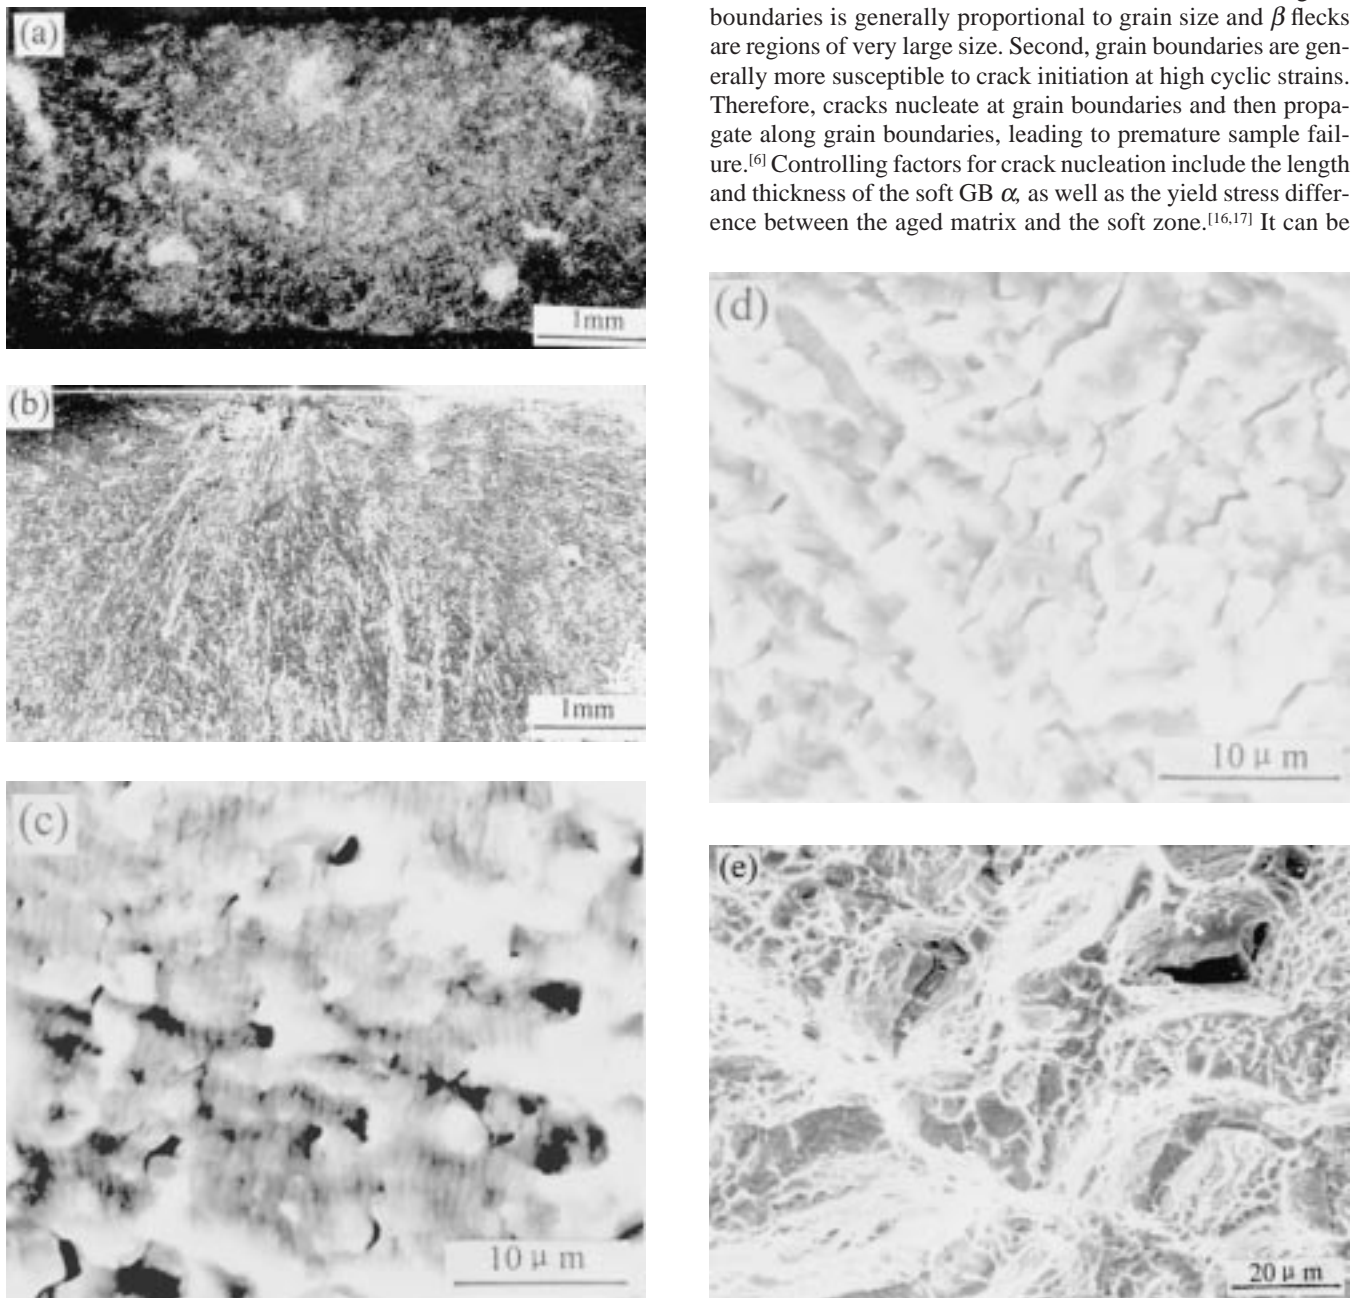 (a)
1mm
(b)
1mm
(c)
10 μ m
boundaries is generally proportional to grain size and β flecks
are regions of very large size. Second, grain boundaries are gen-
erally more susceptible to crack initiation at high cyclic strains.
Therefore, cracks nucleate at grain boundaries and then propa-
gate along grain boundaries, leading to premature sample fail-
ure.[6] Controlling factors for crack nucleation include the length
and thickness of the soft GB α, as well as the yield stress differ-
ence between the aged matrix and the soft zone.[16,17] It can be
(d)
10 μ m
(e)
20 μ m